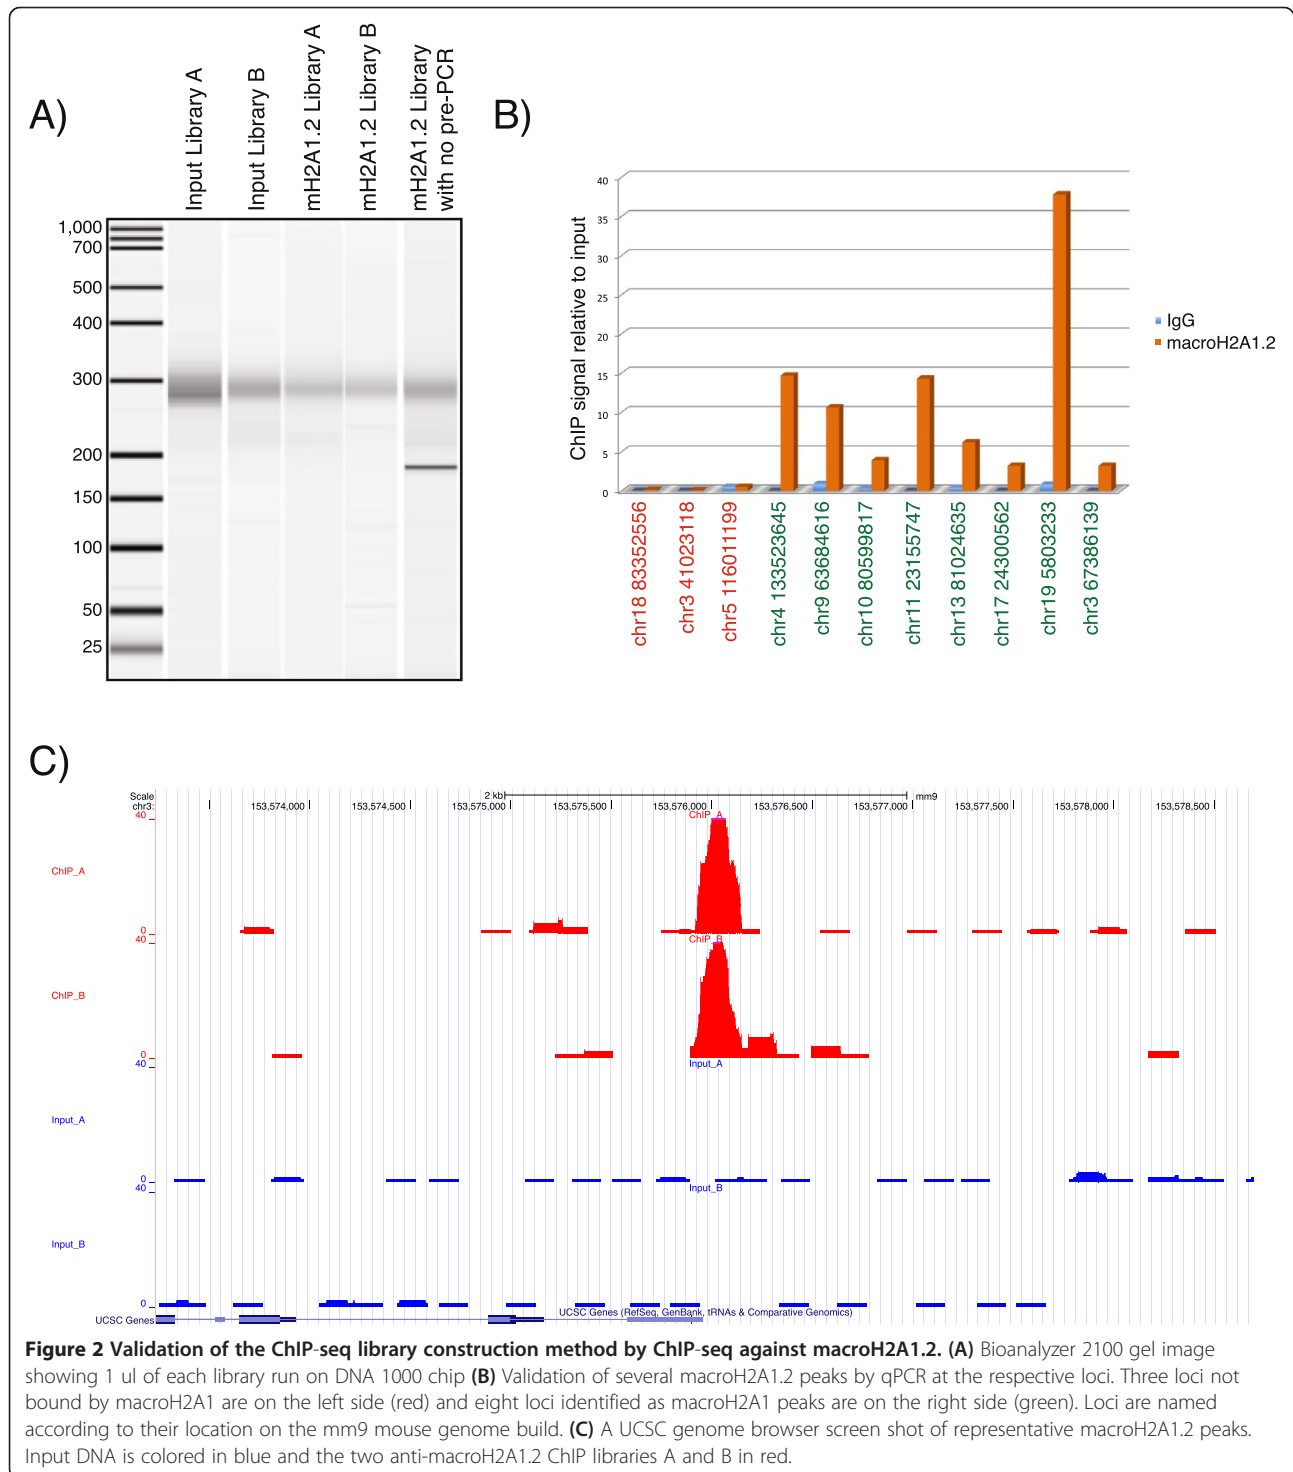 A)
Input Library A
Input Library B
mH2A1.2 Library A
mH2A1.2 Library B
mH2A1.2 Library
with no pre-PCR
1,000
700
500
400
300
200
150
100
50
25
B)
ChIP signal relative to input
40
35
30
25
20
15
10
5
0
IgG
macroH2A1.2
chr18 83352556
chr3 41023118
chr5 116011199
chr4 133523645
chr9 63684616
chr10 80599817
chr11 23155747
chr13 81024635
chr17 24300562
chr19 5803233
chr3 67386139
C)
Scale
2 kb
mm9
chr3:
153,574,000
153,574,500
153,575,000
153,575,500
153,576,000
153,576,500
153,577,000
153,577,500
153,578,000
153,578,500
40
ChIP_A
ChIP_A
0
40
ChIP_B
ChIP_B
0
40
Input_A
Input_A
0
40
Input_B
Input_B
0
UCSC Genes (RefSeq, GenBank, tRNAs & Comparative Genomics)
UCSC Genes
Figure 2 Validation of the ChIP-seq library construction method by ChIP-seq against macroH2A1.2. (A) Bioanalyzer 2100 gel image
showing 1 ul of each library run on DNA 1000 chip (B) Validation of several macroH2A1.2 peaks by qPCR at the respective loci. Three loci not
bound by macroH2A1 are on the left side (red) and eight loci identified as macroH2A1 peaks are on the right side (green). Loci are named
according to their location on the mm9 mouse genome build. (C) A UCSC genome browser screen shot of representative macroH2A1.2 peaks.
Input DNA is colored in blue and the two anti-macroH2A1.2 ChIP libraries A and B in red.